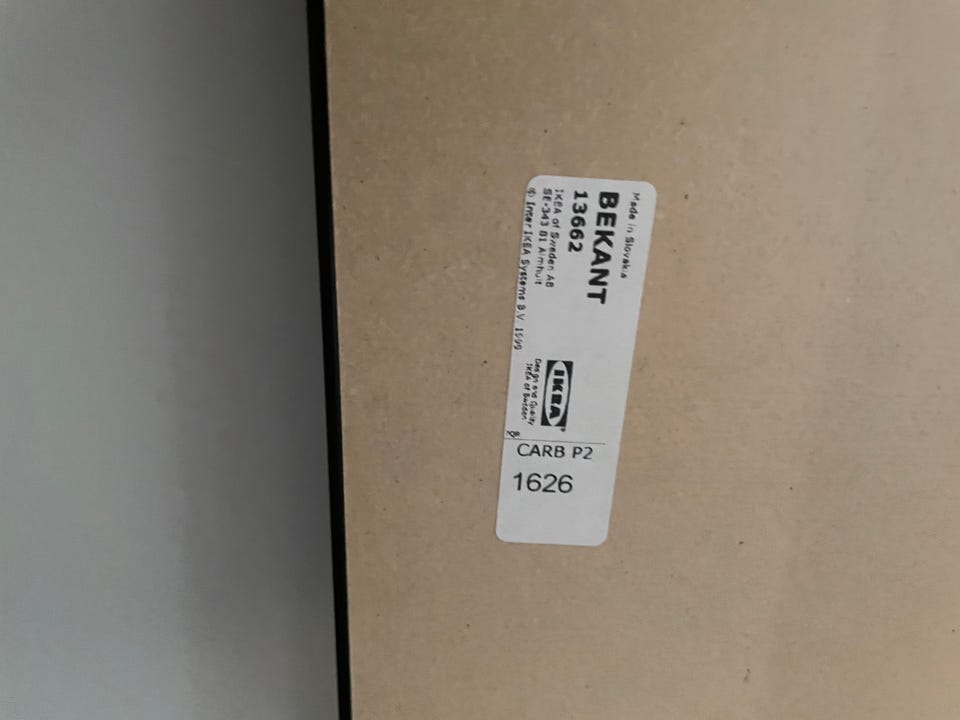 Made in Slovakia
BEKANT
13662
IKEA of Sweden AB
SE-343 81 Älmhult
© Inter IKEA Systems B.V. 1999
IKEA®
Design and Quality
IKEA of Sweden
CARB P2
1626